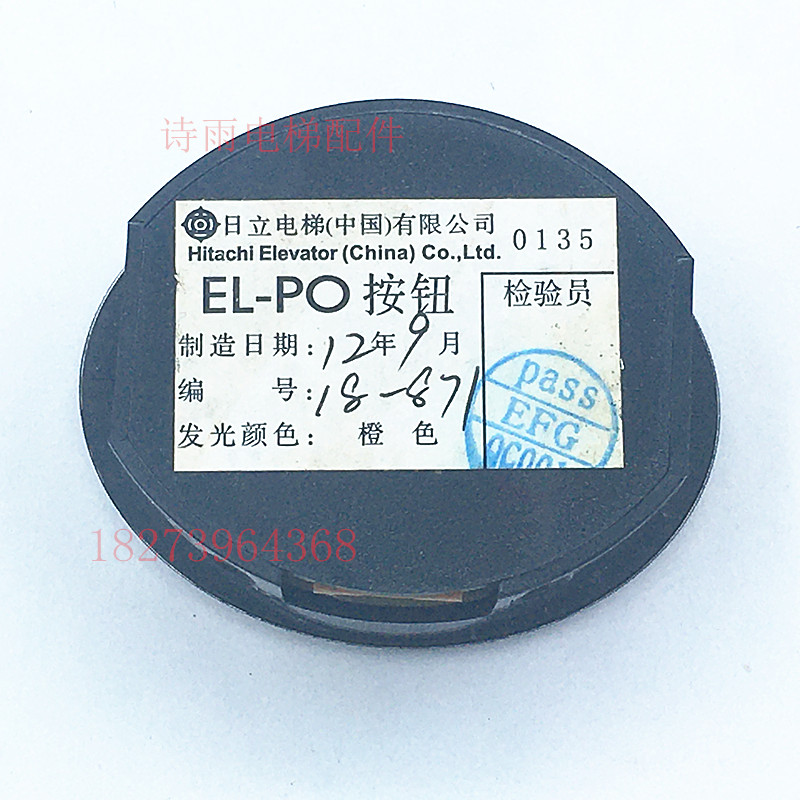 诗雨电梯配件
日立电梯(中国)有限公司 0135
Hitachi Elevator (China) Co.,Ltd.
EL-PO 按钮 检验员
制造日期: 12年9月
编 号: 18-871
发光颜色: 橙色
pass
EFG
18273964368